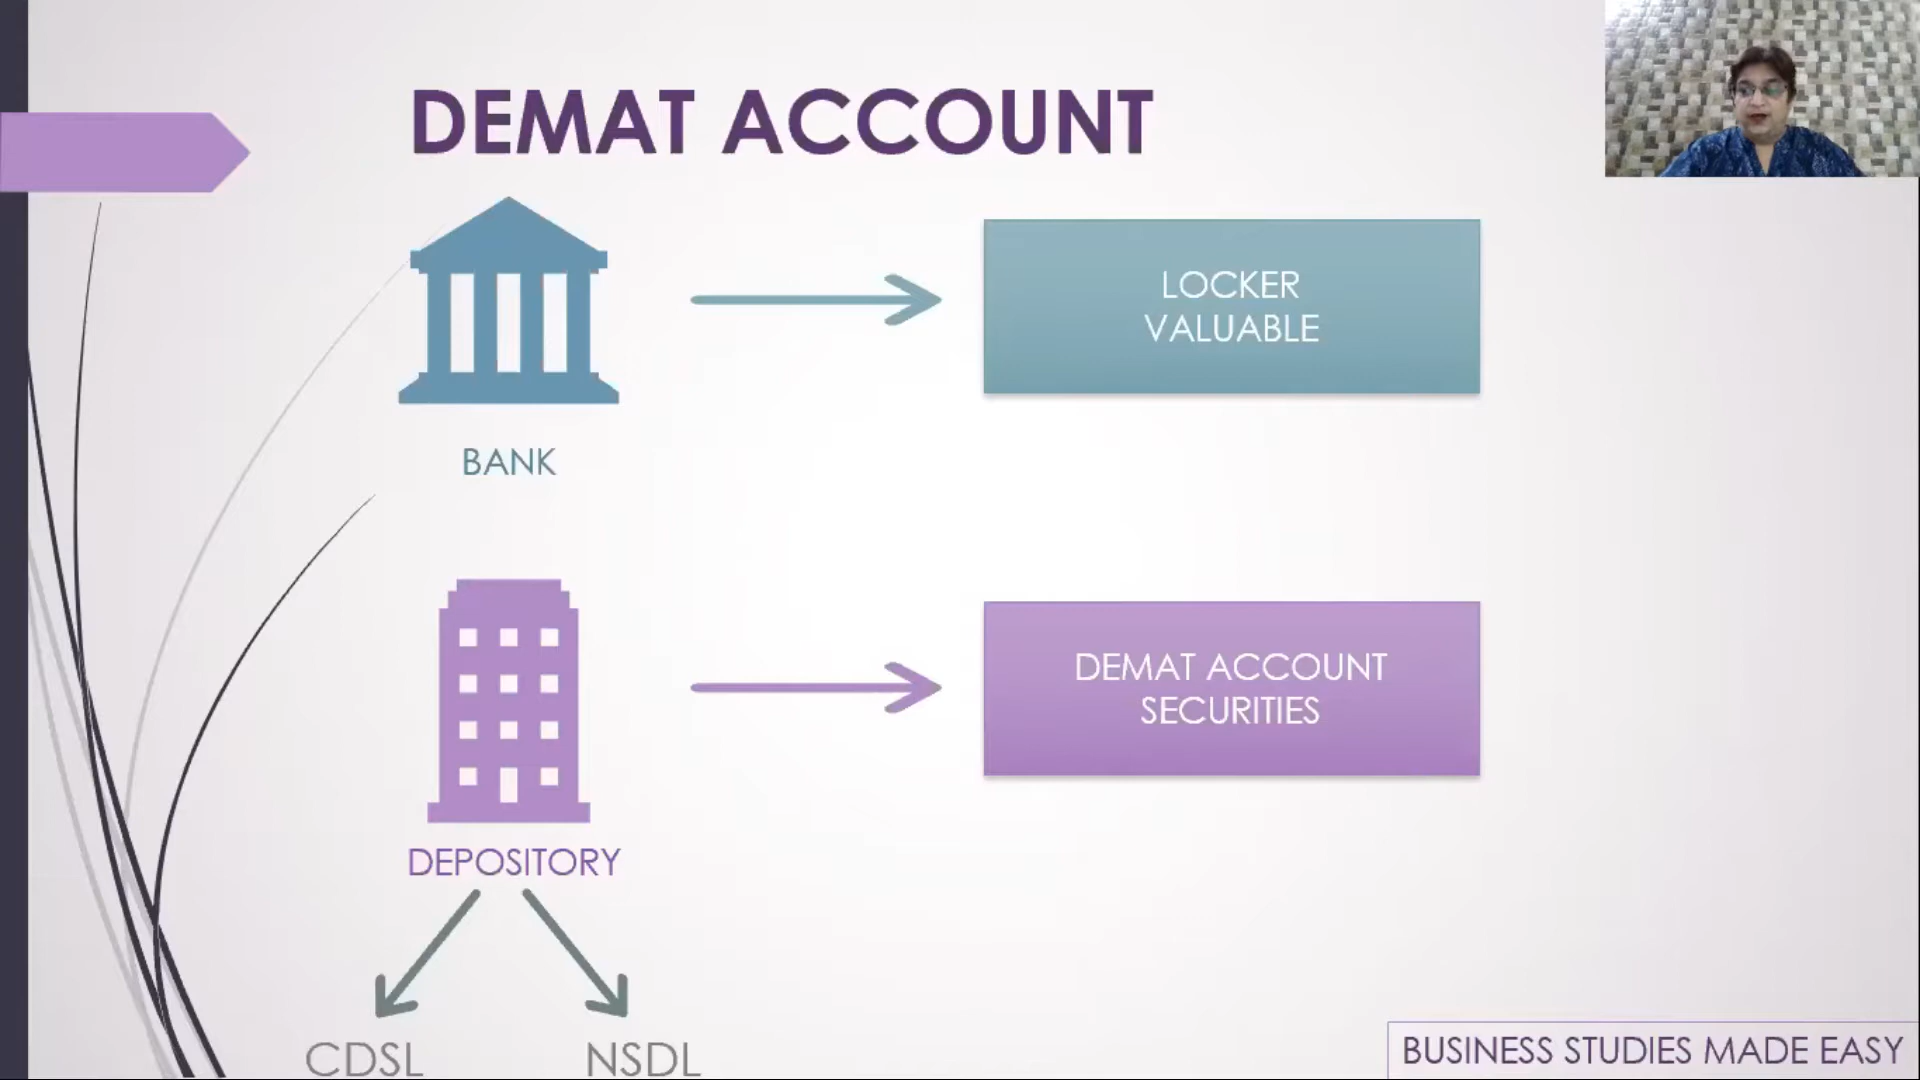 DEMAT ACCOUNT
LOCKER
VALUABLE
BANK
DEMAT ACCOUNT
SECURITIES
DEPOSITORY
CDSL
NSDL
BUSINESS STUDIES MADE EASY